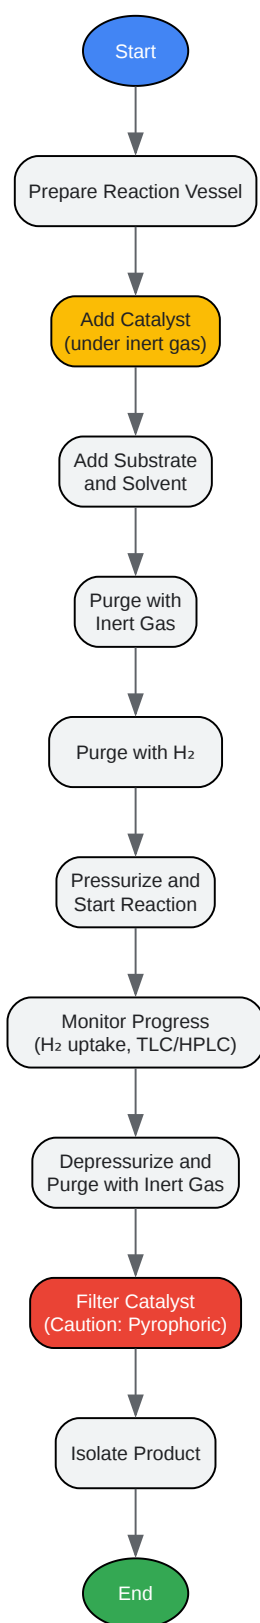 Start
Prepare Reaction Vessel
Add Catalyst
(under inert gas)
Add Substrate
and Solvent
Purge with
Inert Gas
Purge with H₂
Pressurize and
Start Reaction
Monitor Progress
(H₂ uptake, TLC/HPLC)
Depressurize and
Purge with Inert Gas
Filter Catalyst
(Caution: Pyrophoric)
Isolate Product
End